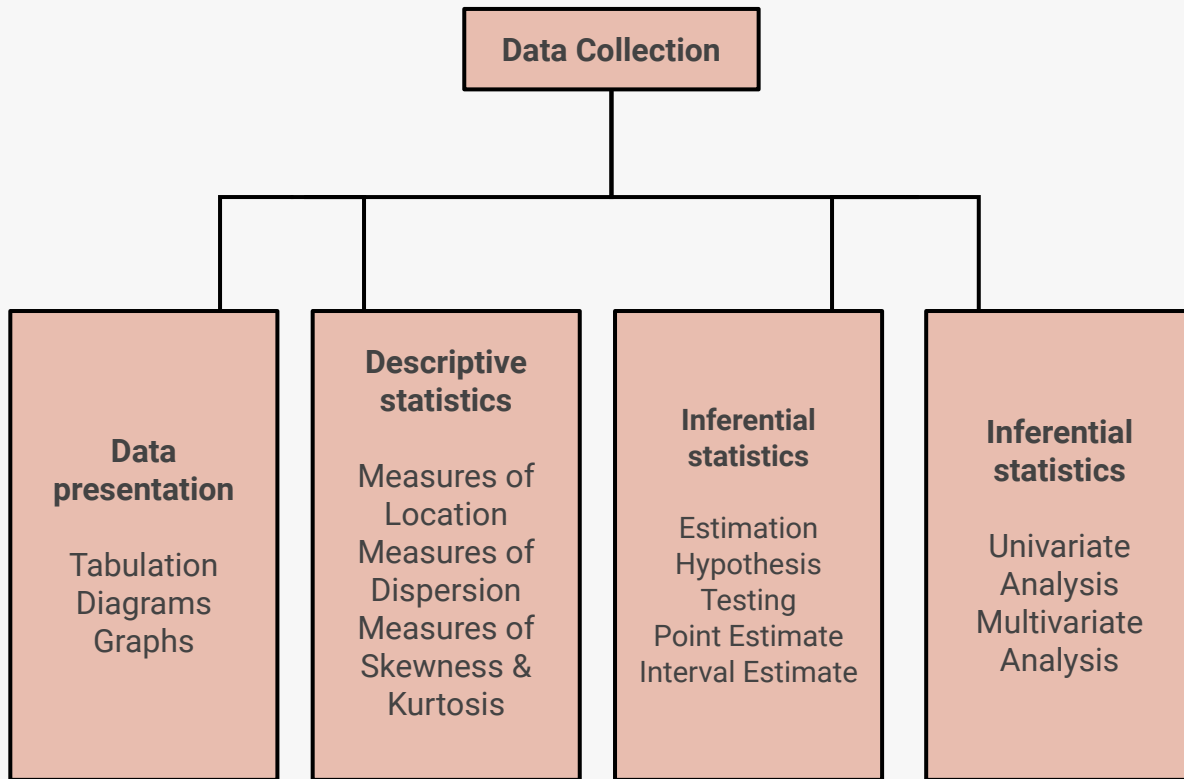 Data Collection
Data
presentation
Tabulation
Diagrams
Graphs
Descriptive
statistics
Measures of
Location
Measures of
Dispersion
Measures of
Skewness &
Kurtosis
Inferential
statistics
Estimation
Hypothesis
Testing
Point Estimate
Interval Estimate
Inferential
statistics
Univariate
Analysis
Multivariate
Analysis